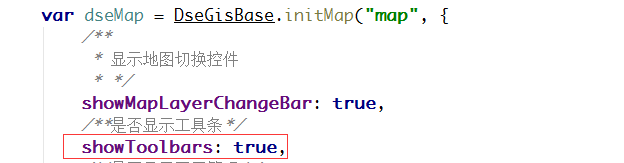 var dseMap = DseGisBase.initMap("map", {
/**
* 显示地图切换控件
* */
showMapLayerChangeBar: true,
/**是否显示工具条*/
showToolbars: true,